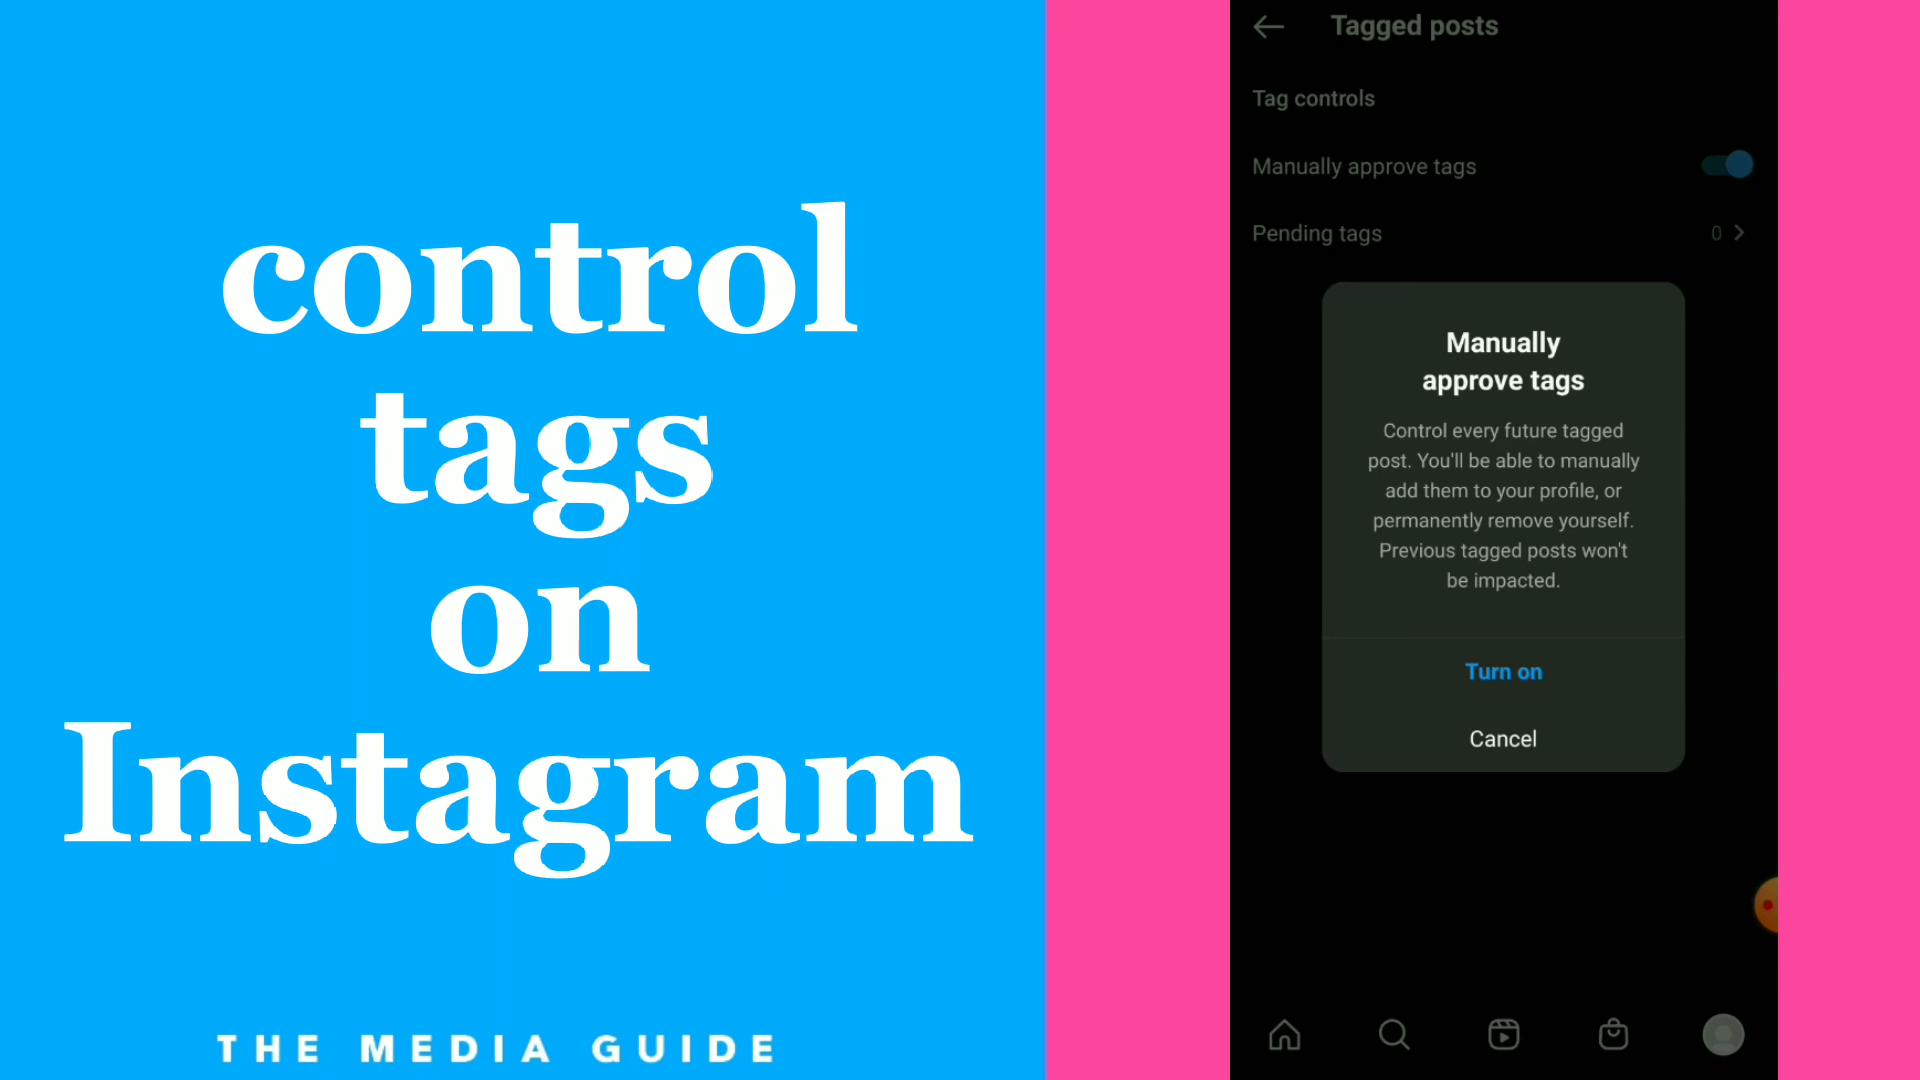 control
tags
on
Instagram
THE MEDIA GUIDE
Tagged posts
Tag controls
Manually approve tags
Pending tags 0
Manually
approve tags
Control every future tagged
post. You'll be able to manually
add them to your profile, or
permanently remove yourself.
Previous tagged posts won't
be impacted.
Turn on
Cancel